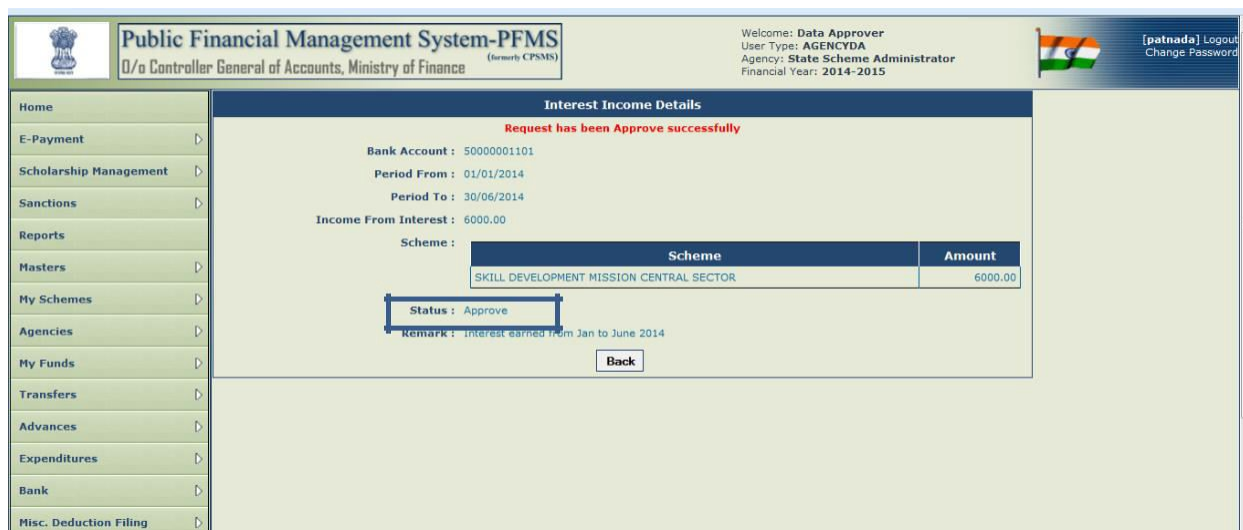 Public Financial Management System-PFMS
(formerly CPSMS)
O/o Controller General of Accounts, Ministry of Finance
Welcome: Data Approver
User Type: AGENCYDA
Agency: State Scheme Administrator
Financial Year: 2014-2015
[patnada] Logout
Change Password
Home
E-Payment
Scholarship Management
Sanctions
Reports
Masters
My Schemes
Agencies
My Funds
Transfers
Advances
Expenditures
Bank
Misc. Deduction Filing
Interest Income Details
Request has been Approve successfully
Bank Account : 50000001101
Period From : 01/01/2014
Period To : 30/06/2014
Income From Interest : 6000.00
Scheme :
Scheme Amount
SKILL DEVELOPMENT MISSION CENTRAL SECTOR 6000.00
Status : Approve
Remark : Interest earned from Jan to June 2014
Back